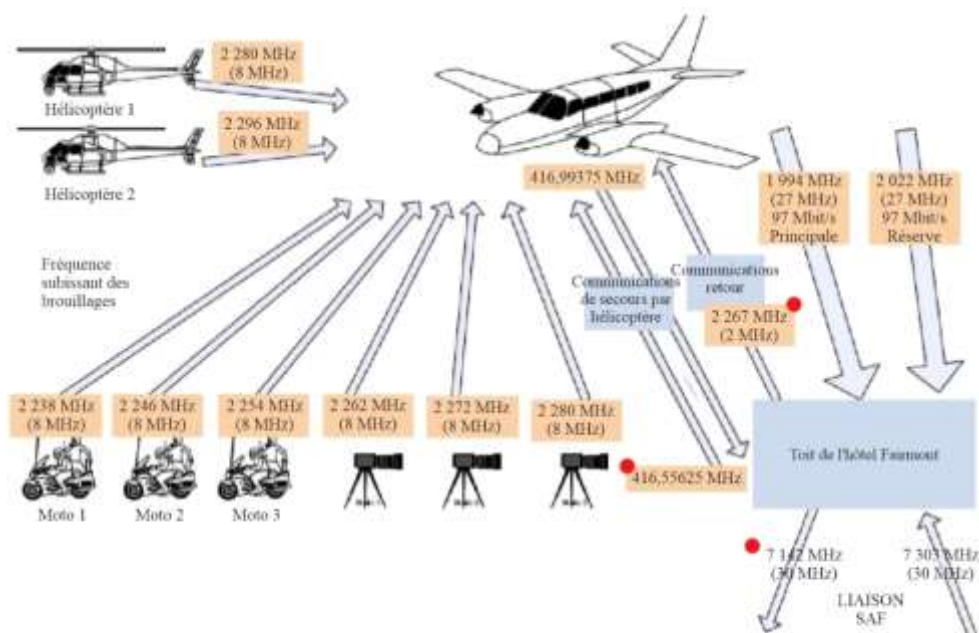 2 280 MHz
(8 MHz)
Hélicoptère 1
2 296 MHz
(8 MHz)
Hélicoptère 2
416,99375 MHz
1 994 MHz
(27 MHz)
97 Mbit/s
Principale
2 022 MHz
(27 MHz)
97 Mbit/s
Réserve
Fréquence
subissant des
brouillages
Communications
de secours par
hélicoptère
Communications
retour
2 267 MHz
(2 MHz)
2 238 MHz
(8 MHz)
Moto 1
2 246 MHz
(8 MHz)
Moto 2
2 254 MHz
(8 MHz)
Moto 3
2 262 MHz
(8 MHz)
2 272 MHz
(8 MHz)
2 280 MHz
(8 MHz)
416,55625 MHz
Toit de l'hôtel Fairmont
7 142 MHz
(30 MHz)
7 303 MHz
(30 MHz)
LIAISON
SAF